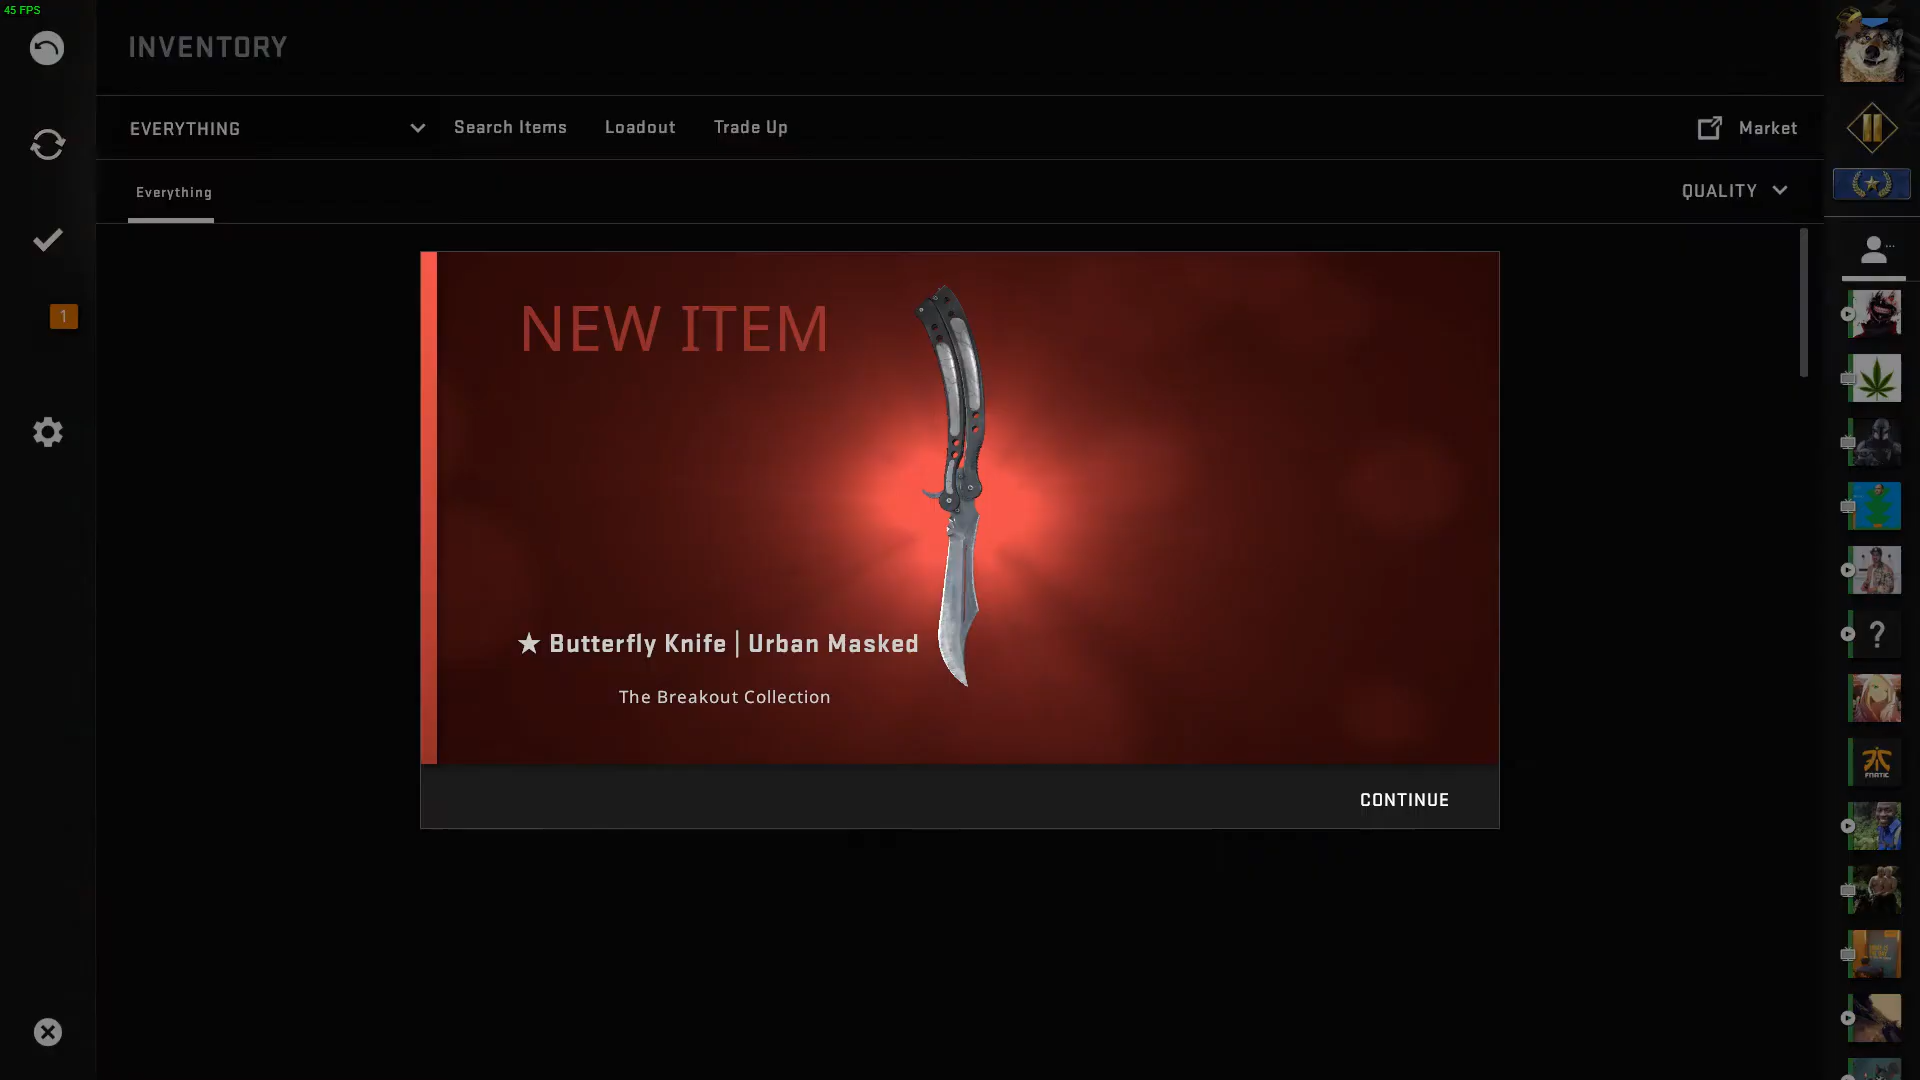 45 FPS
INVENTORY
EVERYTHING
Search Items
Loadout
Trade Up
Market
Everything
QUALITY
1
NEW ITEM
★ Butterfly Knife | Urban Masked
The Breakout Collection
CONTINUE
?
FNATIC